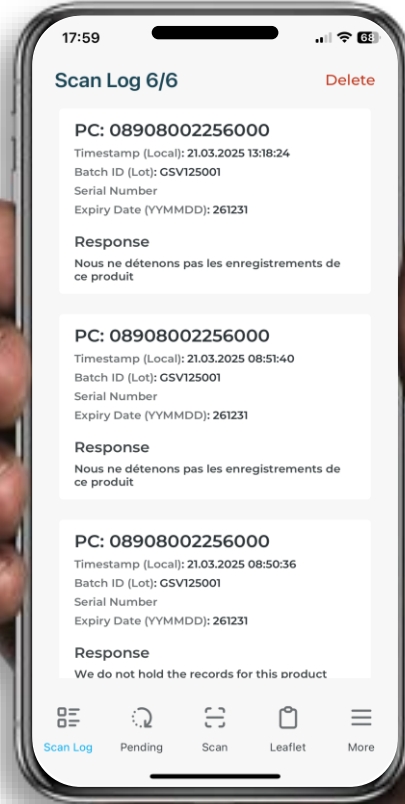 17:59
68
Scan Log 6/6
Delete
PC: 08908002256000
Timestamp (Local): 21.03.2025 13:18:24
Batch ID (Lot): GSV125001
Serial Number
Expiry Date (YYMMDD): 261231
Response
Nous ne détenons pas les enregistrements de
ce produit
PC: 08908002256000
Timestamp (Local): 21.03.2025 08:51:40
Batch ID (Lot): GSV125001
Serial Number
Expiry Date (YYMMDD): 261231
Response
Nous ne détenons pas les enregistrements de
ce produit
PC: 08908002256000
Timestamp (Local): 21.03.2025 08:50:36
Batch ID (Lot): GSV125001
Serial Number
Expiry Date (YYMMDD): 261231
Response
We do not hold the records for this product
Scan Log
Pending
Scan
Leaflet
More